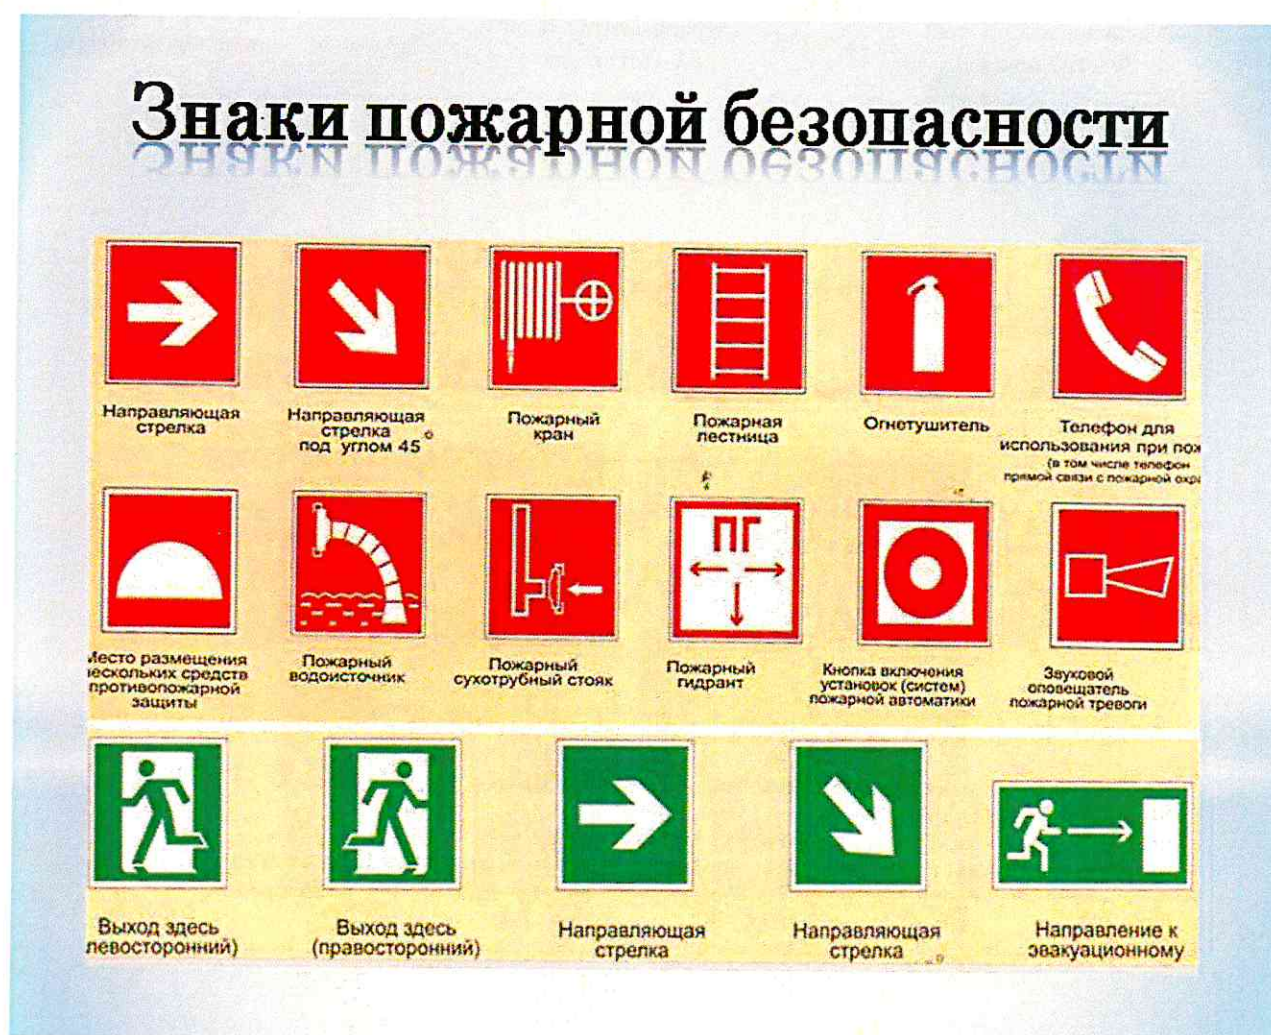 Знаки пожарной безопасности
Направляющая
стрелка
Направляющая
стрелка
под углом 45°
Пожарный
кран
Пожарная
лестница
Огнетушитель
Телефон для
использования при пож
(в том числе телефон
прямой связи с пожарной охра
Место размещения
нескольких средств
противопожарной
защиты
Пожарный
водоисточник
Пожарный
сухотрубный стояк
ПГ
Пожарный
гидрант
Кнопка включения
установок (систем)
пожарной автоматики
Звуковой
оповещатель
пожарной тревоги
Выход здесь
левосторонний)
Выход здесь
(правосторонний)
Направляющая
стрелка
Направляющая
стрелка
Направление к
эвакуационному